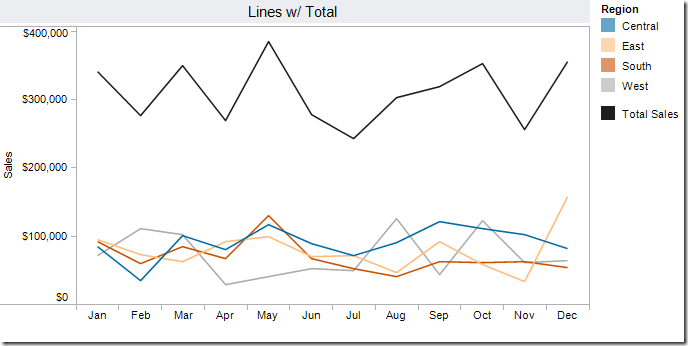 Lines w/ Total
Region
Central
East
South
West
Total Sales
$400,000
$300,000
$200,000
$100,000
$0
Sales
Jan Feb Mar Apr May Jun Jul Aug Sep Oct Nov Dec